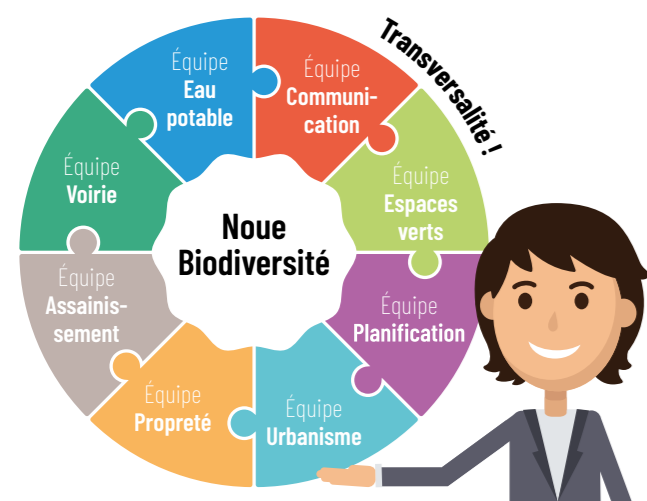 Transversalité !
Équipe
Eau
potable
Équipe
Communi-
cation
Équipe
Espaces
verts
Équipe
Planification
Équipe
Urbanisme
Équipe
Propreté
Équipe
Assainis-
sement
Équipe
Voirie
Noue
Biodiversité